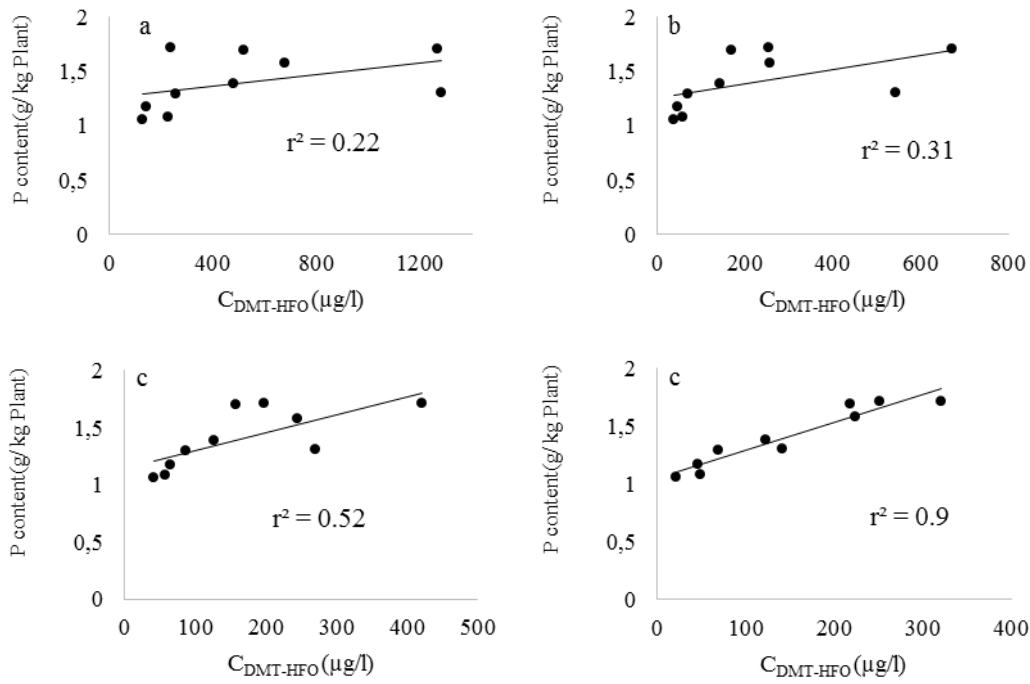 a
P content(g/ kg Plant)
2
1,5
1
0,5
0
r² = 0.22
0 400 800 1200
C_DMT-HFO (µg/l)
b
P content(g/ kg Plant)
2
1,5
1
0,5
0
r² = 0.31
0 200 400 600 800
C_DMT-HFO (µg/l)
c
P content(g/ kg Plant)
2
1,5
1
0,5
0
r² = 0.52
0 100 200 300 400 500
C_DMT-HFO (µg/l)
c
P content(g/ kg Plant)
2
1,5
1
0,5
0
r² = 0.9
0 100 200 300 400
C_DMT-HFO (µg/l)